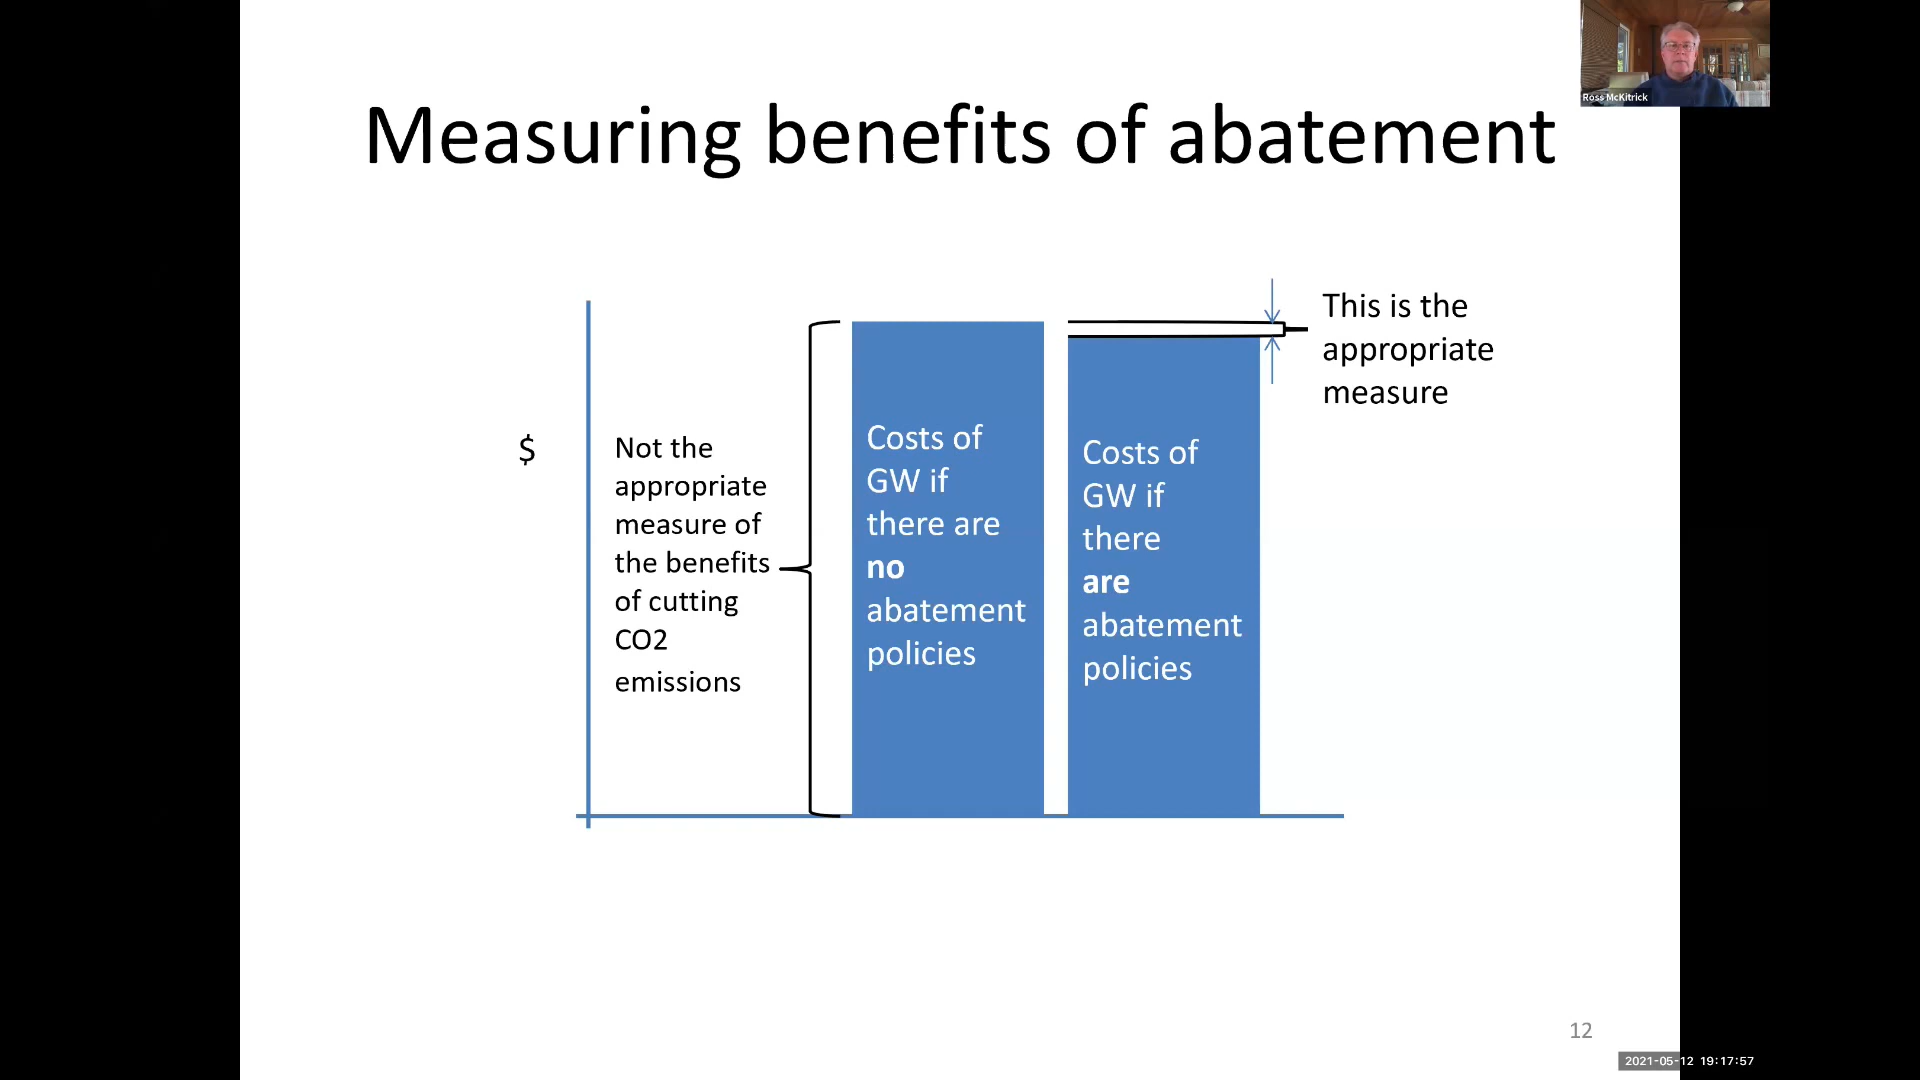 Ross McKitrick
Measuring benefits of abatement
This is the
appropriate
measure
$
Not the
appropriate
measure of
the benefits
of cutting
CO2
emissions
Costs of
GW if
there are
no
abatement
policies
Costs of
GW if
there
are
abatement
policies
12
2021-05-12 19:17:57